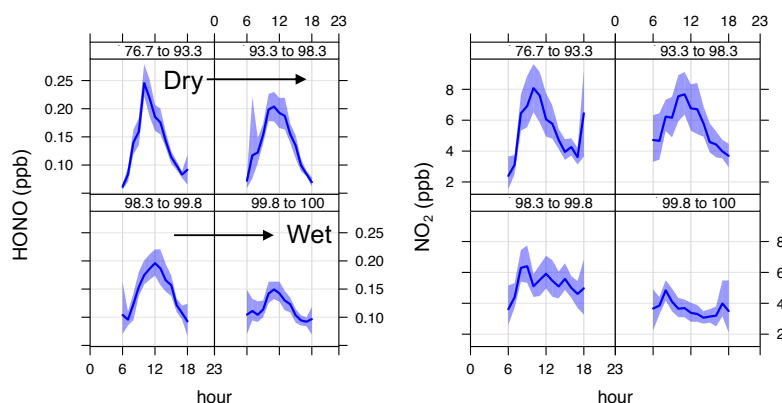 0 6 12 18 23
0 6 12 18 23
76.7 to 93.3
93.3 to 98.3
76.7 to 93.3
93.3 to 98.3
0.25
0.20
0.15
0.10
Dry
8
6
4
2
HONO (ppb)
NO₂ (ppb)
98.3 to 99.8
99.8 to 100
98.3 to 99.8
99.8 to 100
Wet
0.25
0.20
0.15
0.10
8
6
4
2
0 6 12 18 23
0 6 12 18 23
hour
hour